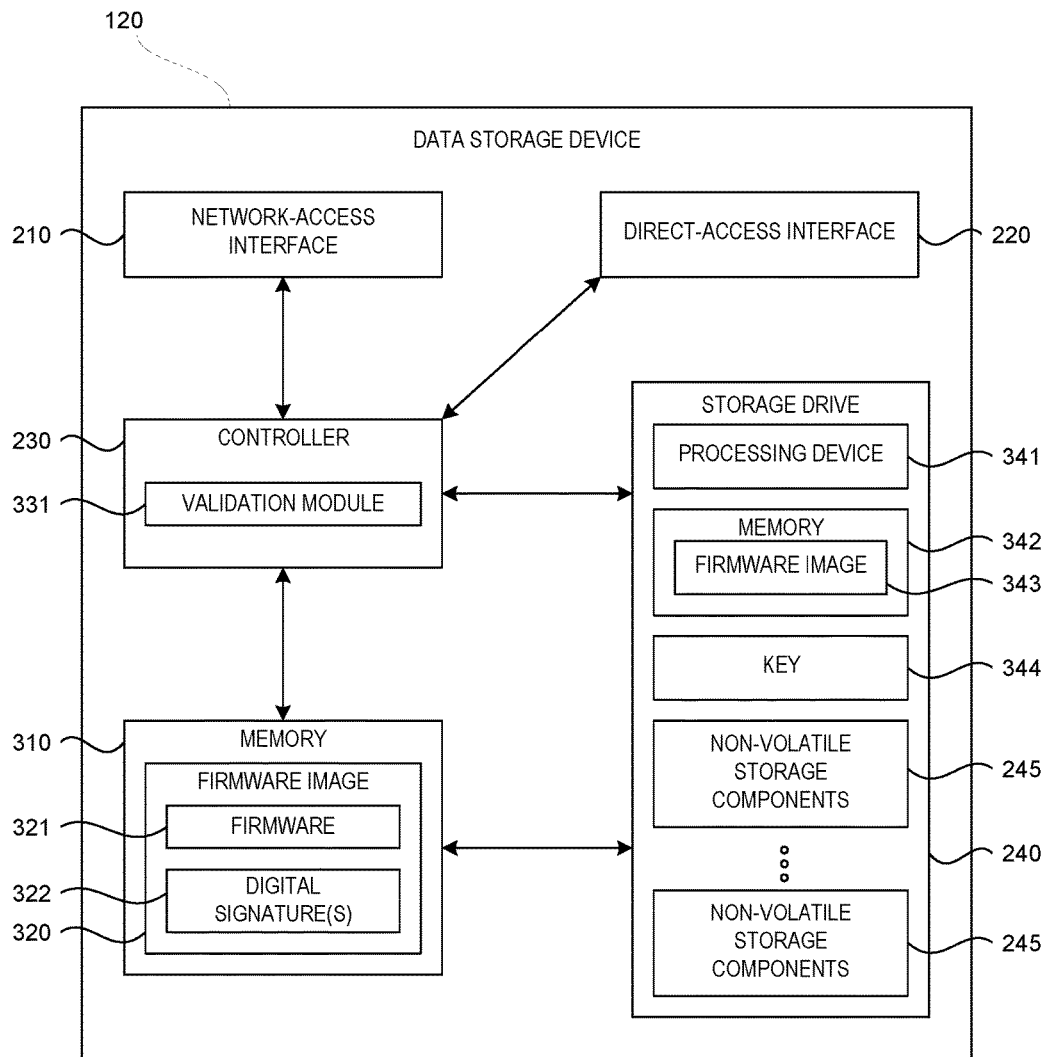 120
DATA STORAGE DEVICE
210
NETWORK-ACCESS
INTERFACE
DIRECT-ACCESS INTERFACE
220
230
CONTROLLER
331
VALIDATION MODULE
STORAGE DRIVE
PROCESSING DEVICE
341
MEMORY
342
FIRMWARE IMAGE
343
KEY
344
310
MEMORY
FIRMWARE IMAGE
321
FIRMWARE
322
DIGITAL
SIGNATURE(S)
320
NON-VOLATILE
STORAGE
COMPONENTS
245
240
NON-VOLATILE
STORAGE
COMPONENTS
245